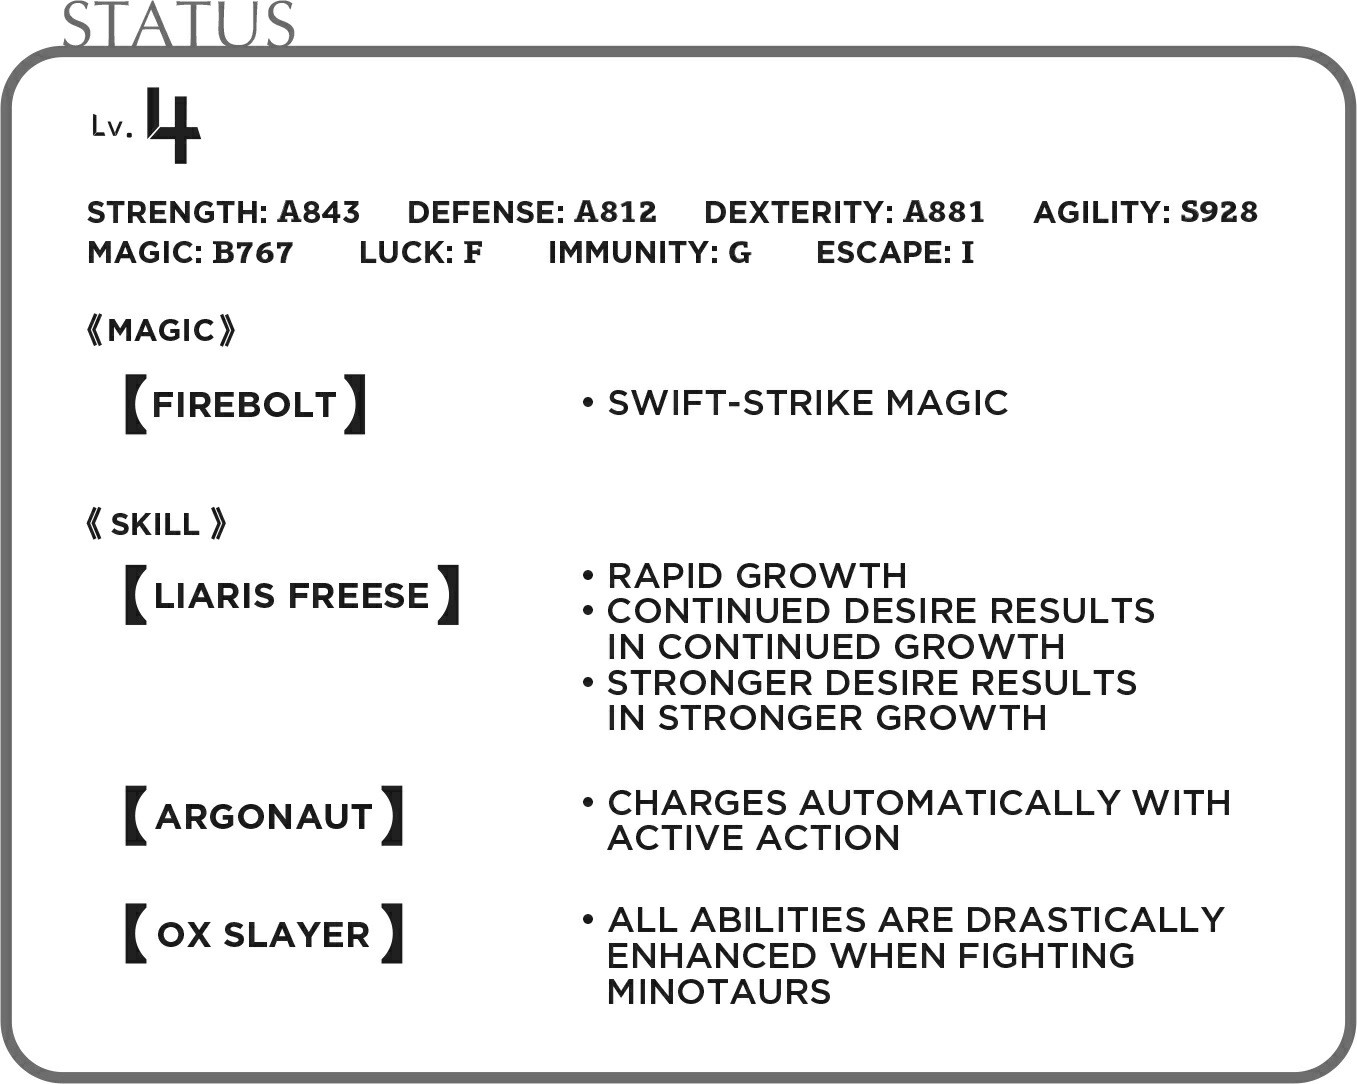 STATUS
Lv. 4
STRENGTH: A843 DEFENSE: A812 DEXTERITY: A881 AGILITY: S928
MAGIC: B767 LUCK: F IMMUNITY: G ESCAPE: I
《MAGIC》
【FIREBOLT】 • SWIFT-STRIKE MAGIC
《 SKILL 》
【LIARIS FREESE】 • RAPID GROWTH
• CONTINUED DESIRE RESULTS
IN CONTINUED GROWTH
• STRONGER DESIRE RESULTS
IN STRONGER GROWTH
【ARGONAUT】 • CHARGES AUTOMATICALLY WITH
ACTIVE ACTION
【OX SLAYER】 • ALL ABILITIES ARE DRASTICALLY
ENHANCED WHEN FIGHTING
MINOTAURS